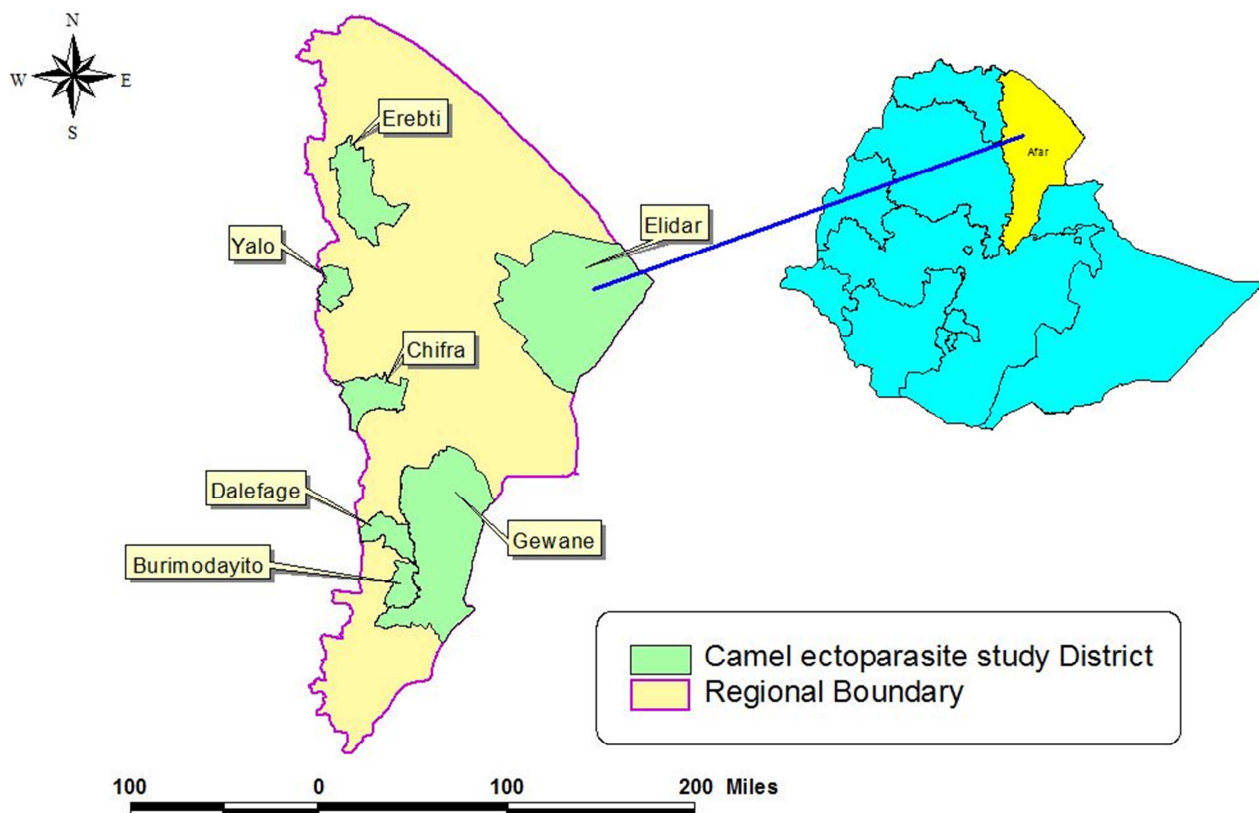 N
W E
S
Erebti
Elidar
Afar
Yalo
Chifra
Dalefage
Gewane
Burimodayito
Camel ectoparasite study District
Regional Boundary
100 0 100 200 Miles